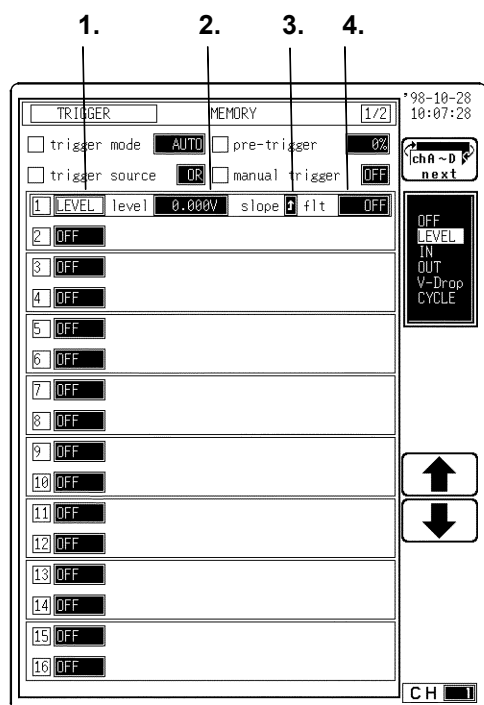 1. 2. 3. 4.
'98-10-28
TRIGGER MEMORY 1/2 10:07:28
trigger mode AUTO pre-trigger 0%
trigger source OR manual trigger OFF
chA~D
next
1 LEVEL level 0.000V slope ↑ flt OFF
2 OFF
3 OFF
4 OFF
5 OFF
6 OFF
7 OFF
8 OFF
9 OFF
10 OFF
11 OFF
12 OFF
13 OFF
14 OFF
15 OFF
16 OFF
OFF
LEVEL
IN
OUT
V-Drop
CYCLE
CH 1